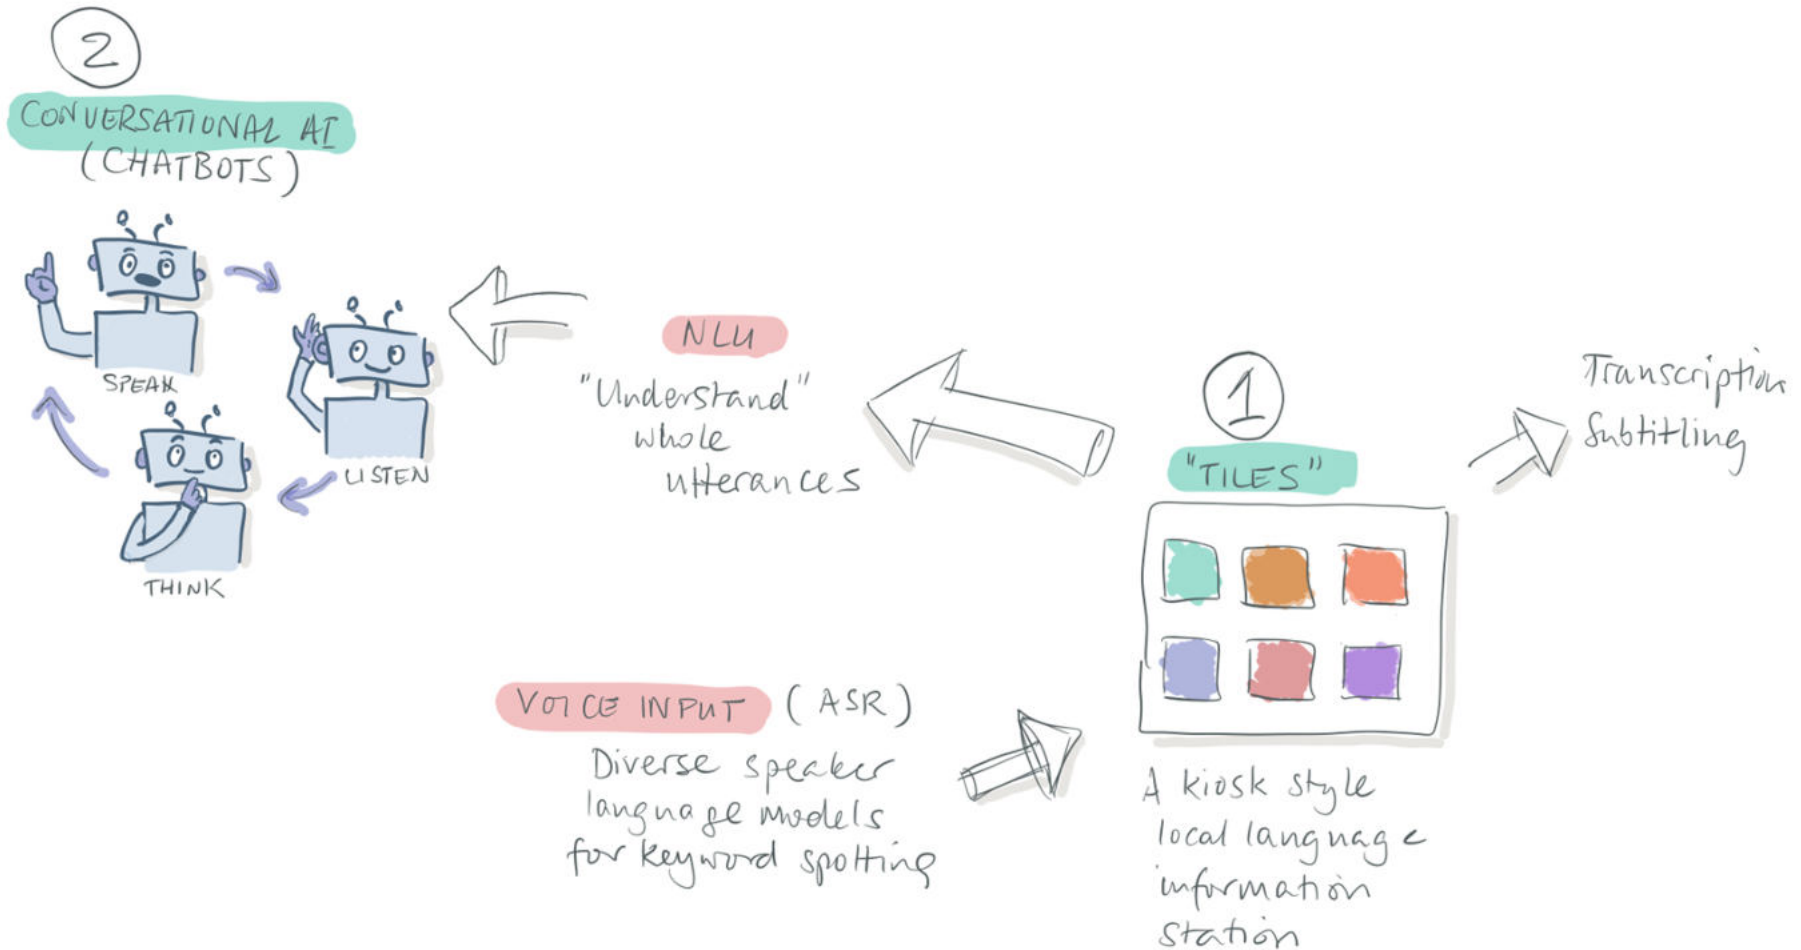 2
CONVERSATIONAL AI
(CHATBOTS)
SPEAK
LISTEN
THINK
NLU
"Understand"
whole
utterances
1
"TILES"
Transcription
Subtitling
VOICE INPUT (ASR)
Diverse speaker
language models
for keyword spotting
A kiosk style
local language
information
station